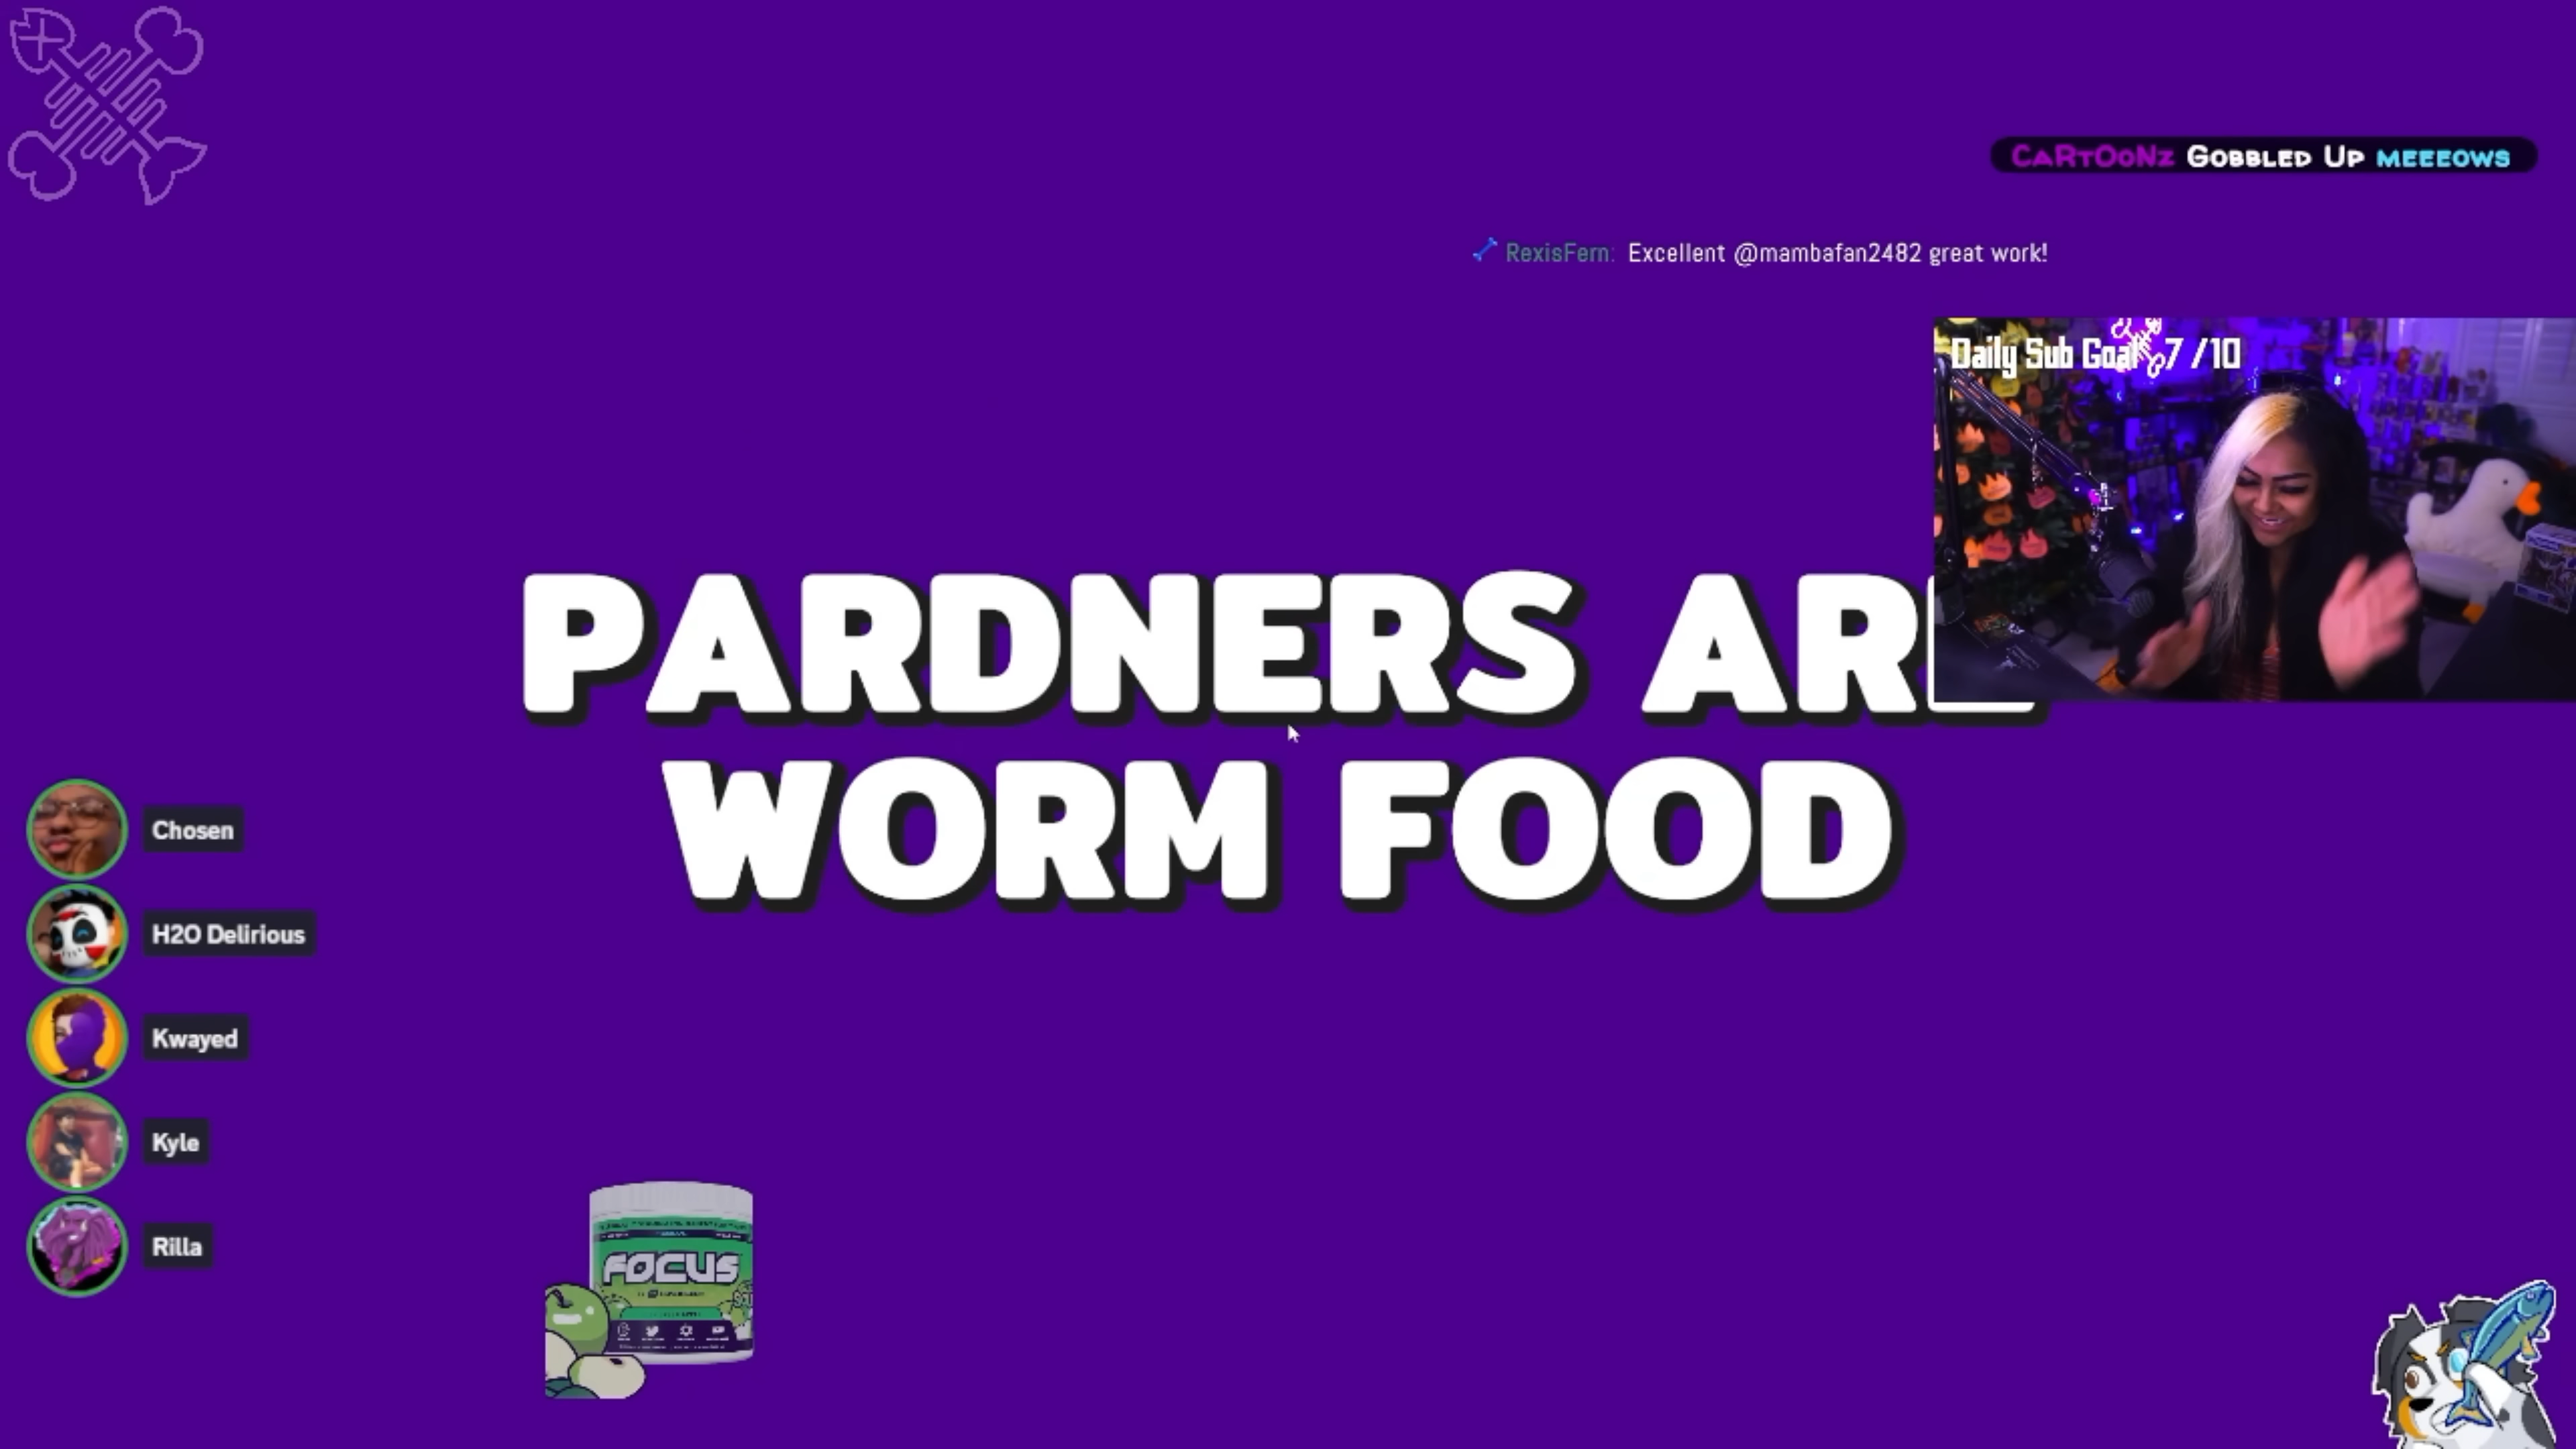 CARTOONZ GOBBLED UP MEEEOWS
RexisFern: Excellent @mambafan2482 great work!
Daily Sub Goal 7 /10
PARDNERS ARE
WORM FOOD
Chosen
H2O Delirious
Kwayed
Kyle
Rilla
FOCUS